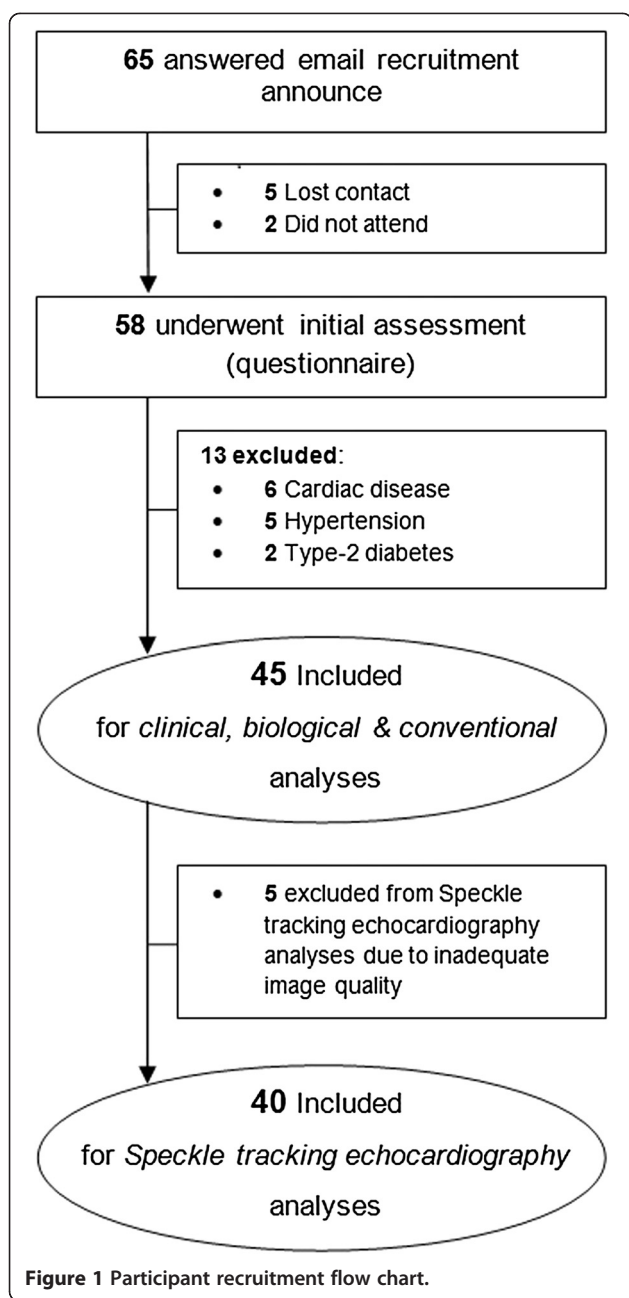 65 answered email recruitment
announce
• 5 Lost contact
• 2 Did not attend
58 underwent initial assessment
(questionnaire)
13 excluded:
• 6 Cardiac disease
• 5 Hypertension
• 2 Type-2 diabetes
45 Included
for clinical, biological & conventional
analyses
• 5 excluded from Speckle
tracking echocardiography
analyses due to inadequate
image quality
40 Included
for Speckle tracking echocardiography
analyses
Figure 1 Participant recruitment flow chart.